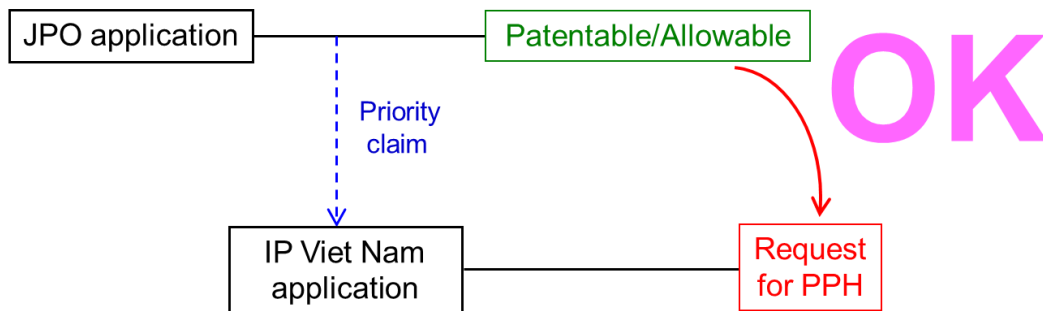 JPO application
Patentable/Allowable
OK
Priority
claim
IP Viet Nam
application
Request
for PPH